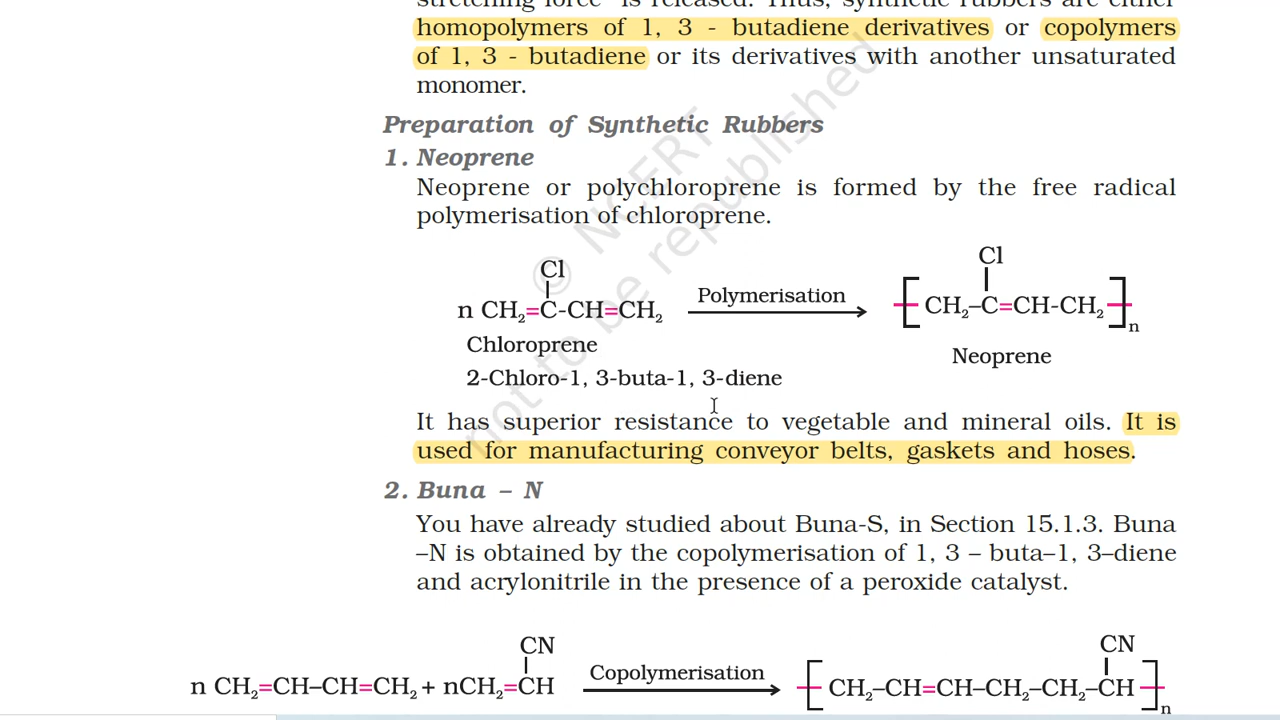 stretching force is released. Thus, synthetic rubbers are either
homopolymers of 1, 3 - butadiene derivatives or copolymers
of 1, 3 - butadiene or its derivatives with another unsaturated
monomer.
Preparation of Synthetic Rubbers
1. Neoprene
Neoprene or polychloroprene is formed by the free radical
polymerisation of chloroprene.
Cl
n CH₂=C-CH=CH₂
Chloroprene
2-Chloro-1, 3-buta-1, 3-diene
Polymerisation
Cl
[CH₂–C=CH-CH₂]n
Neoprene
It has superior resistance to vegetable and mineral oils. It is
used for manufacturing conveyor belts, gaskets and hoses.
2. Buna – N
You have already studied about Buna-S, in Section 15.1.3. Buna
–N is obtained by the copolymerisation of 1, 3 – buta–1, 3–diene
and acrylonitrile in the presence of a peroxide catalyst.
CN
n CH₂=CH–CH=CH₂ + nCH₂=CH
Copolymerisation
CN
[CH₂–CH=CH–CH₂–CH₂–CH]n
© NCERT
not to be republished